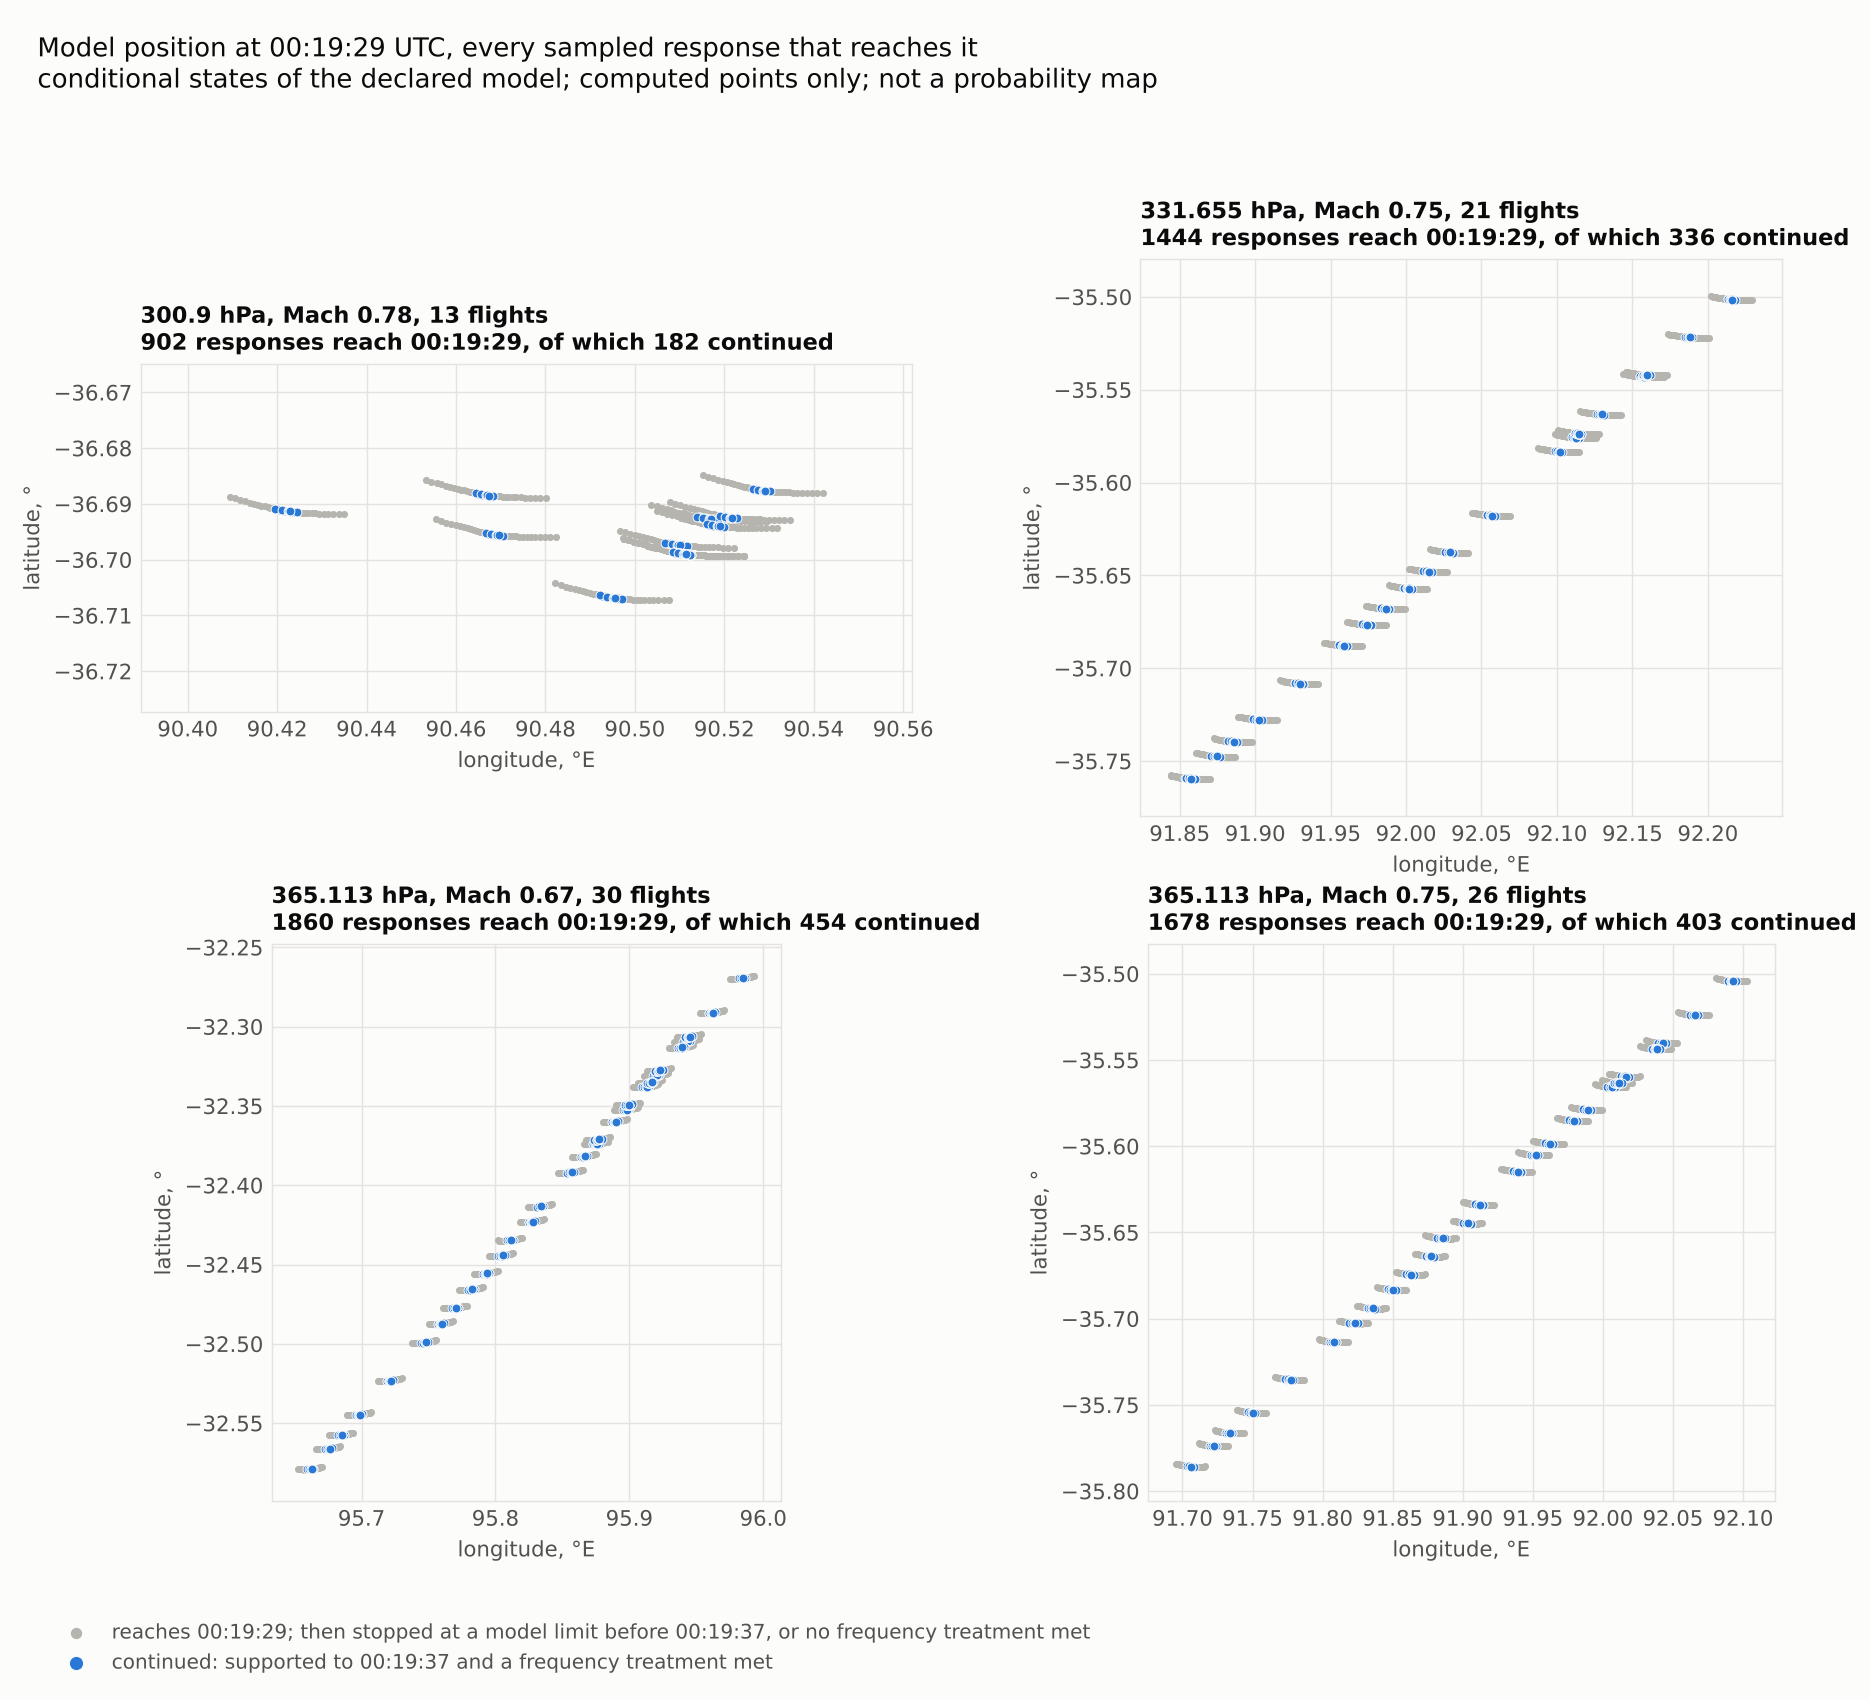 Model position at 00:19:29 UTC, every sampled response that reaches it
conditional states of the declared model; computed points only; not a probability map
300.9 hPa, Mach 0.78, 13 flights
902 responses reach 00:19:29, of which 182 continued
−36.67
−36.68
−36.69
−36.70
−36.71
−36.72
latitude, °
90.40 90.42 90.44 90.46 90.48 90.50 90.52 90.54 90.56
longitude, °E
331.655 hPa, Mach 0.75, 21 flights
1444 responses reach 00:19:29, of which 336 continued
−35.50
−35.55
−35.60
−35.65
−35.70
−35.75
latitude, °
91.85 91.90 91.95 92.00 92.05 92.10 92.15 92.20
longitude, °E
365.113 hPa, Mach 0.67, 30 flights
1860 responses reach 00:19:29, of which 454 continued
−32.25
−32.30
−32.35
−32.40
−32.45
−32.50
−32.55
latitude, °
95.7 95.8 95.9 96.0
longitude, °E
365.113 hPa, Mach 0.75, 26 flights
1678 responses reach 00:19:29, of which 403 continued
−35.50
−35.55
−35.60
−35.65
−35.70
−35.75
−35.80
latitude, °
91.70 91.75 91.80 91.85 91.90 91.95 92.00 92.05 92.10
longitude, °E
reaches 00:19:29; then stopped at a model limit before 00:19:37, or no frequency treatment met
continued: supported to 00:19:37 and a frequency treatment met